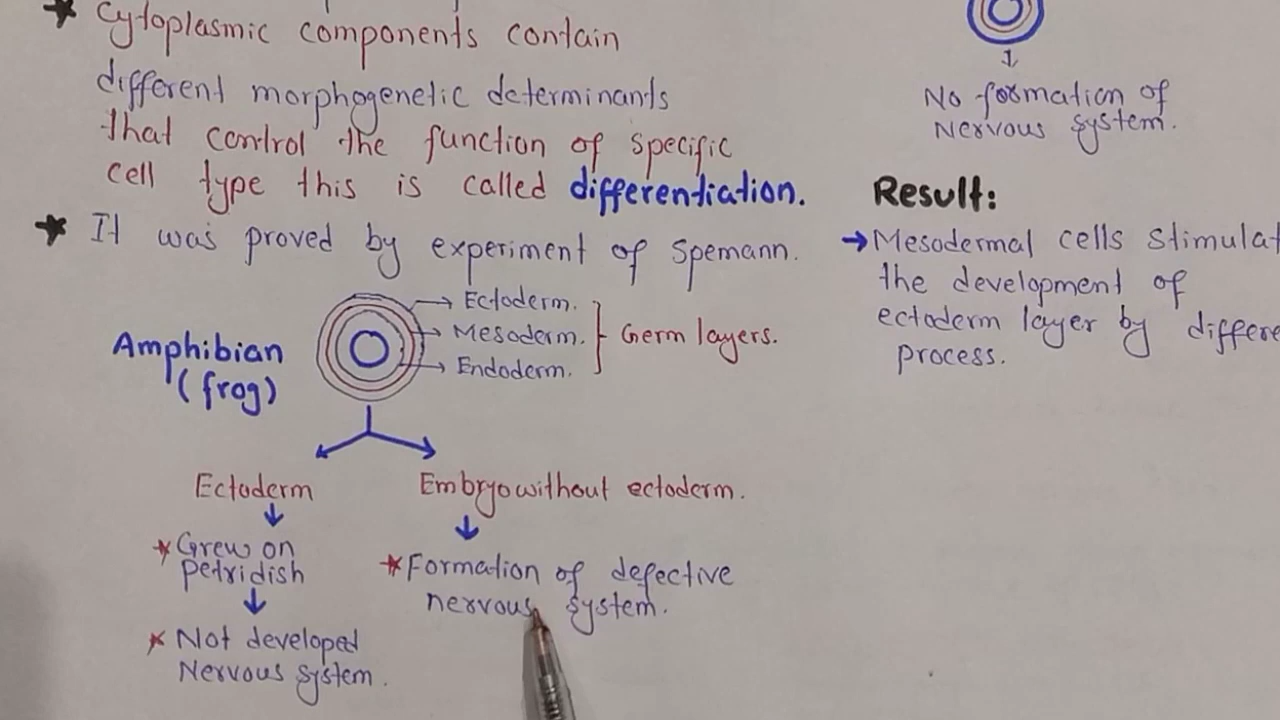 Cytoplasmic components contain
different morphogenetic determinants
that control the function of specific
cell type this is called differentiation.
It was proved by experiment of Spemann.
Amphibian
(frog)
Ectoderm.
Mesoderm.
Endoderm.
Germ layers.
Ectoderm
Grew on
petridish
Not developed
Nervous system.
Embryo without ectoderm.
Formation of defective
nervous system.
No formation of
Nervous system.
Result:
Mesodermal cells stimulat
the development of
ectoderm layer by differe
process.